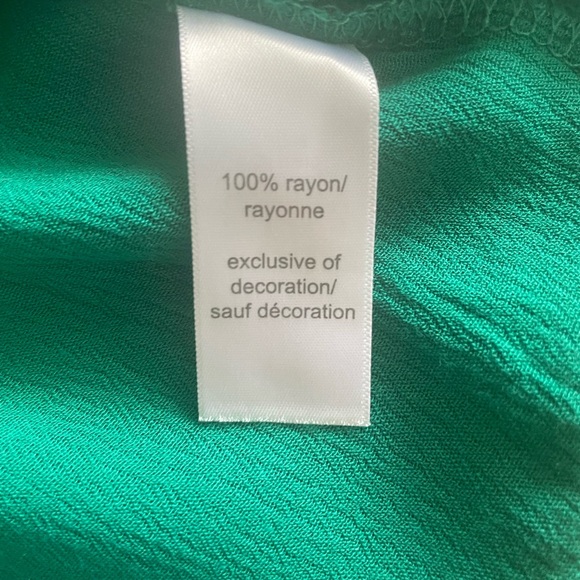 100% rayon/
rayonne
exclusive of
decoration/
sauf décoration